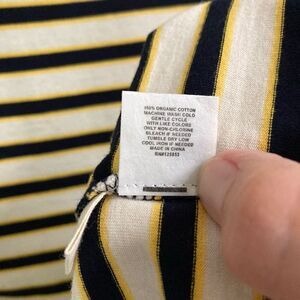 100% ORGANIC COTTON
MACHINE WASH COLD
GENTLE CYCLE
WITH LIKE COLORS
ONLY NON-CHLORINE
BLEACH IF NEEDED
TUMBLE DRY LOW
COOL IRON IF NEEDED
MADE IN CHINA
RN#125853